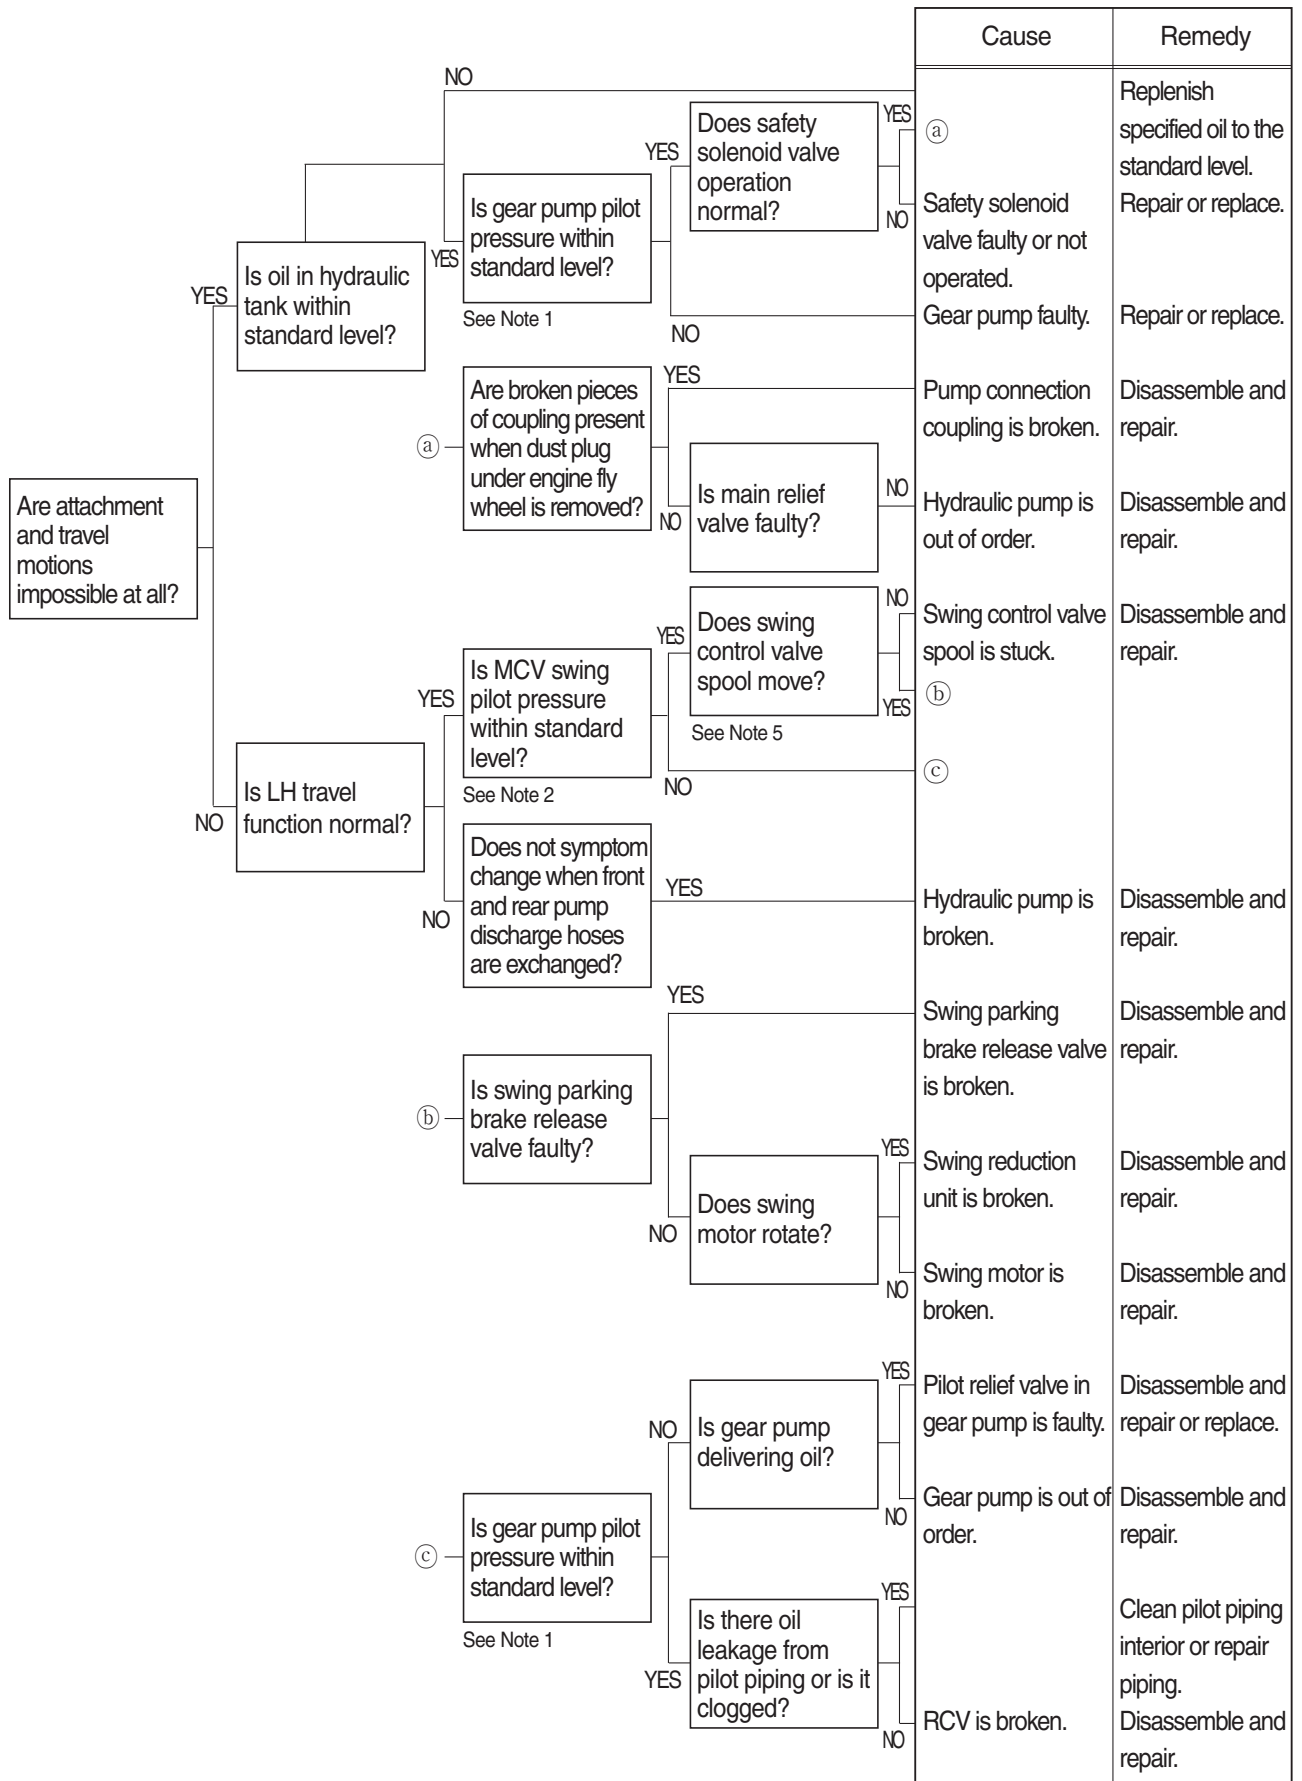 Cause
Remedy
NO
Replenish
specified oil to the
standard level.
YES
Does safety
solenoid valve
operation
normal?
YES
ⓐ
NO
Safety solenoid
valve faulty or not
operated.
Repair or replace.
Is gear pump pilot
pressure within
standard level?
YES
See Note 1
NO
Gear pump faulty.
Repair or replace.
YES
Is oil in hydraulic
tank within
standard level?
ⓐ
Are broken pieces
of coupling present
when dust plug
under engine fly
wheel is removed?
YES
Pump connection
coupling is broken.
Disassemble and
repair.
NO
Is main relief
valve faulty?
NO
Hydraulic pump is
out of order.
Disassemble and
repair.
Are attachment
and travel
motions
impossible at all?
YES
Does swing
control valve
spool move?
See Note 5
NO
Swing control valve
spool is stuck.
Disassemble and
repair.
YES
ⓑ
YES
Is MCV swing
pilot pressure
within standard
level?
See Note 2
NO
ⓒ
NO
Is LH travel
function normal?
NO
Does not symptom
change when front
and rear pump
discharge hoses
are exchanged?
YES
Hydraulic pump is
broken.
Disassemble and
repair.
YES
Swing parking
brake release valve
is broken.
Disassemble and
repair.
ⓑ
Is swing parking
brake release
valve faulty?
NO
Does swing
motor rotate?
YES
Swing reduction
unit is broken.
Disassemble and
repair.
NO
Swing motor is
broken.
Disassemble and
repair.
NO
Is gear pump
delivering oil?
YES
Pilot relief valve in
gear pump is faulty.
Disassemble and
repair or replace.
NO
Gear pump is out of
order.
Disassemble and
repair.
ⓒ
Is gear pump pilot
pressure within
standard level?
See Note 1
YES
Is there oil
leakage from
pilot piping or is it
clogged?
YES
Clean pilot piping
interior or repair
piping.
NO
RCV is broken.
Disassemble and
repair.